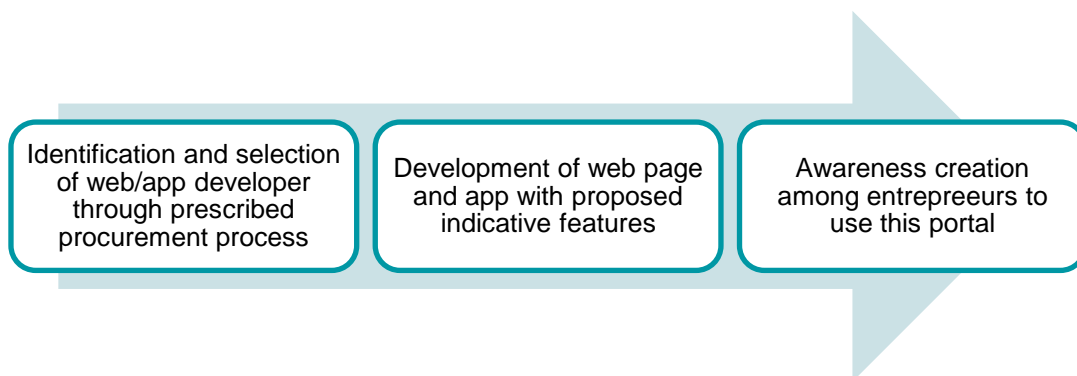 Identification and selection
of web/app developer
through prescribed
procurement process
Development of web page
and app with proposed
indicative features
Awareness creation
among entrepreeurs to
use this portal